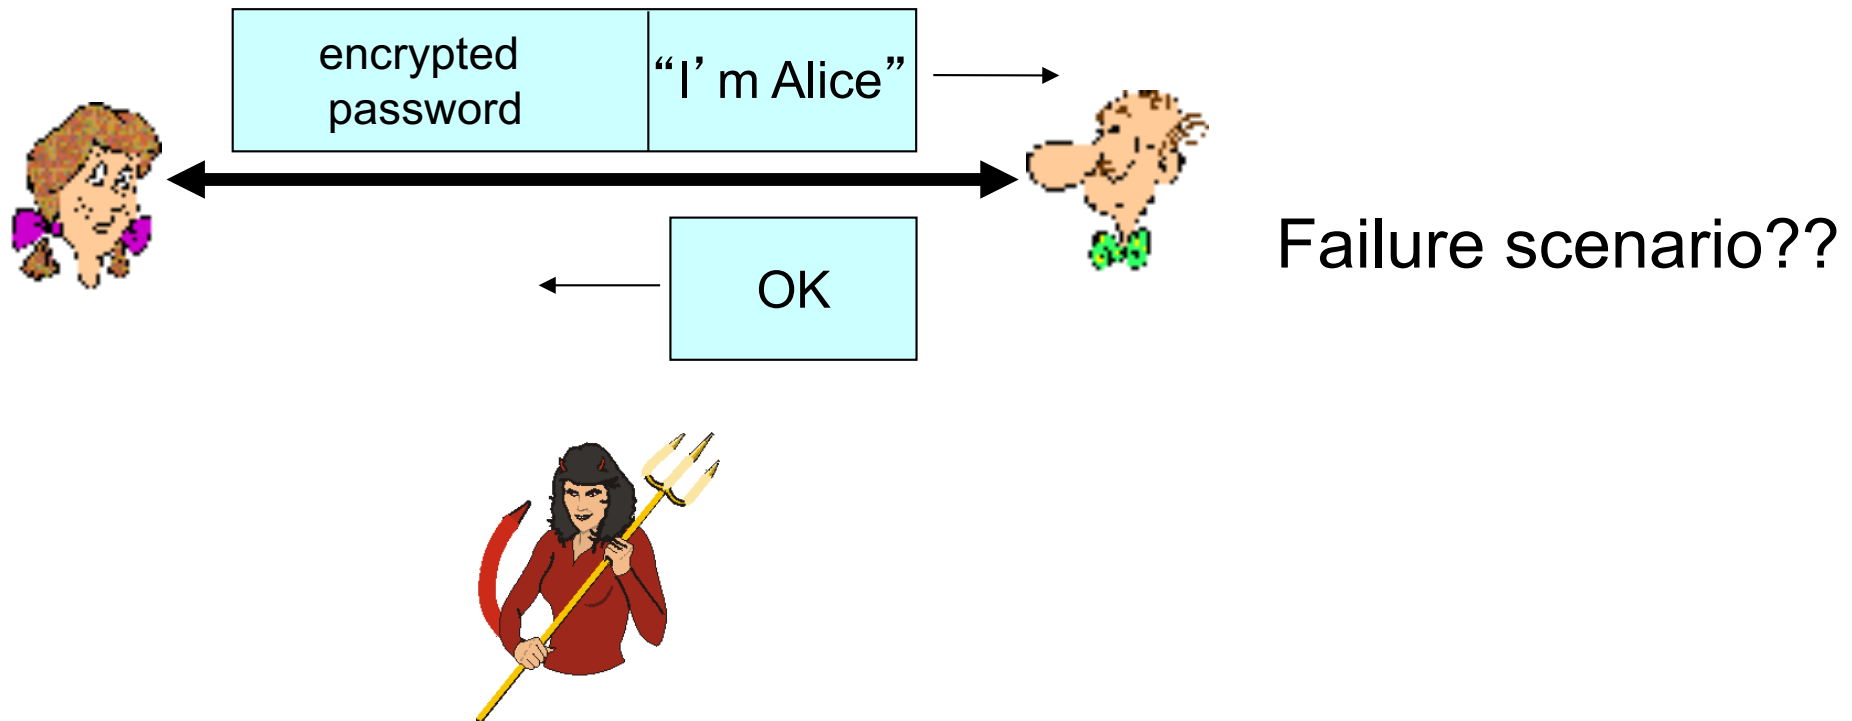 encrypted
password
“I’ m Alice”
Failure scenario??
OK